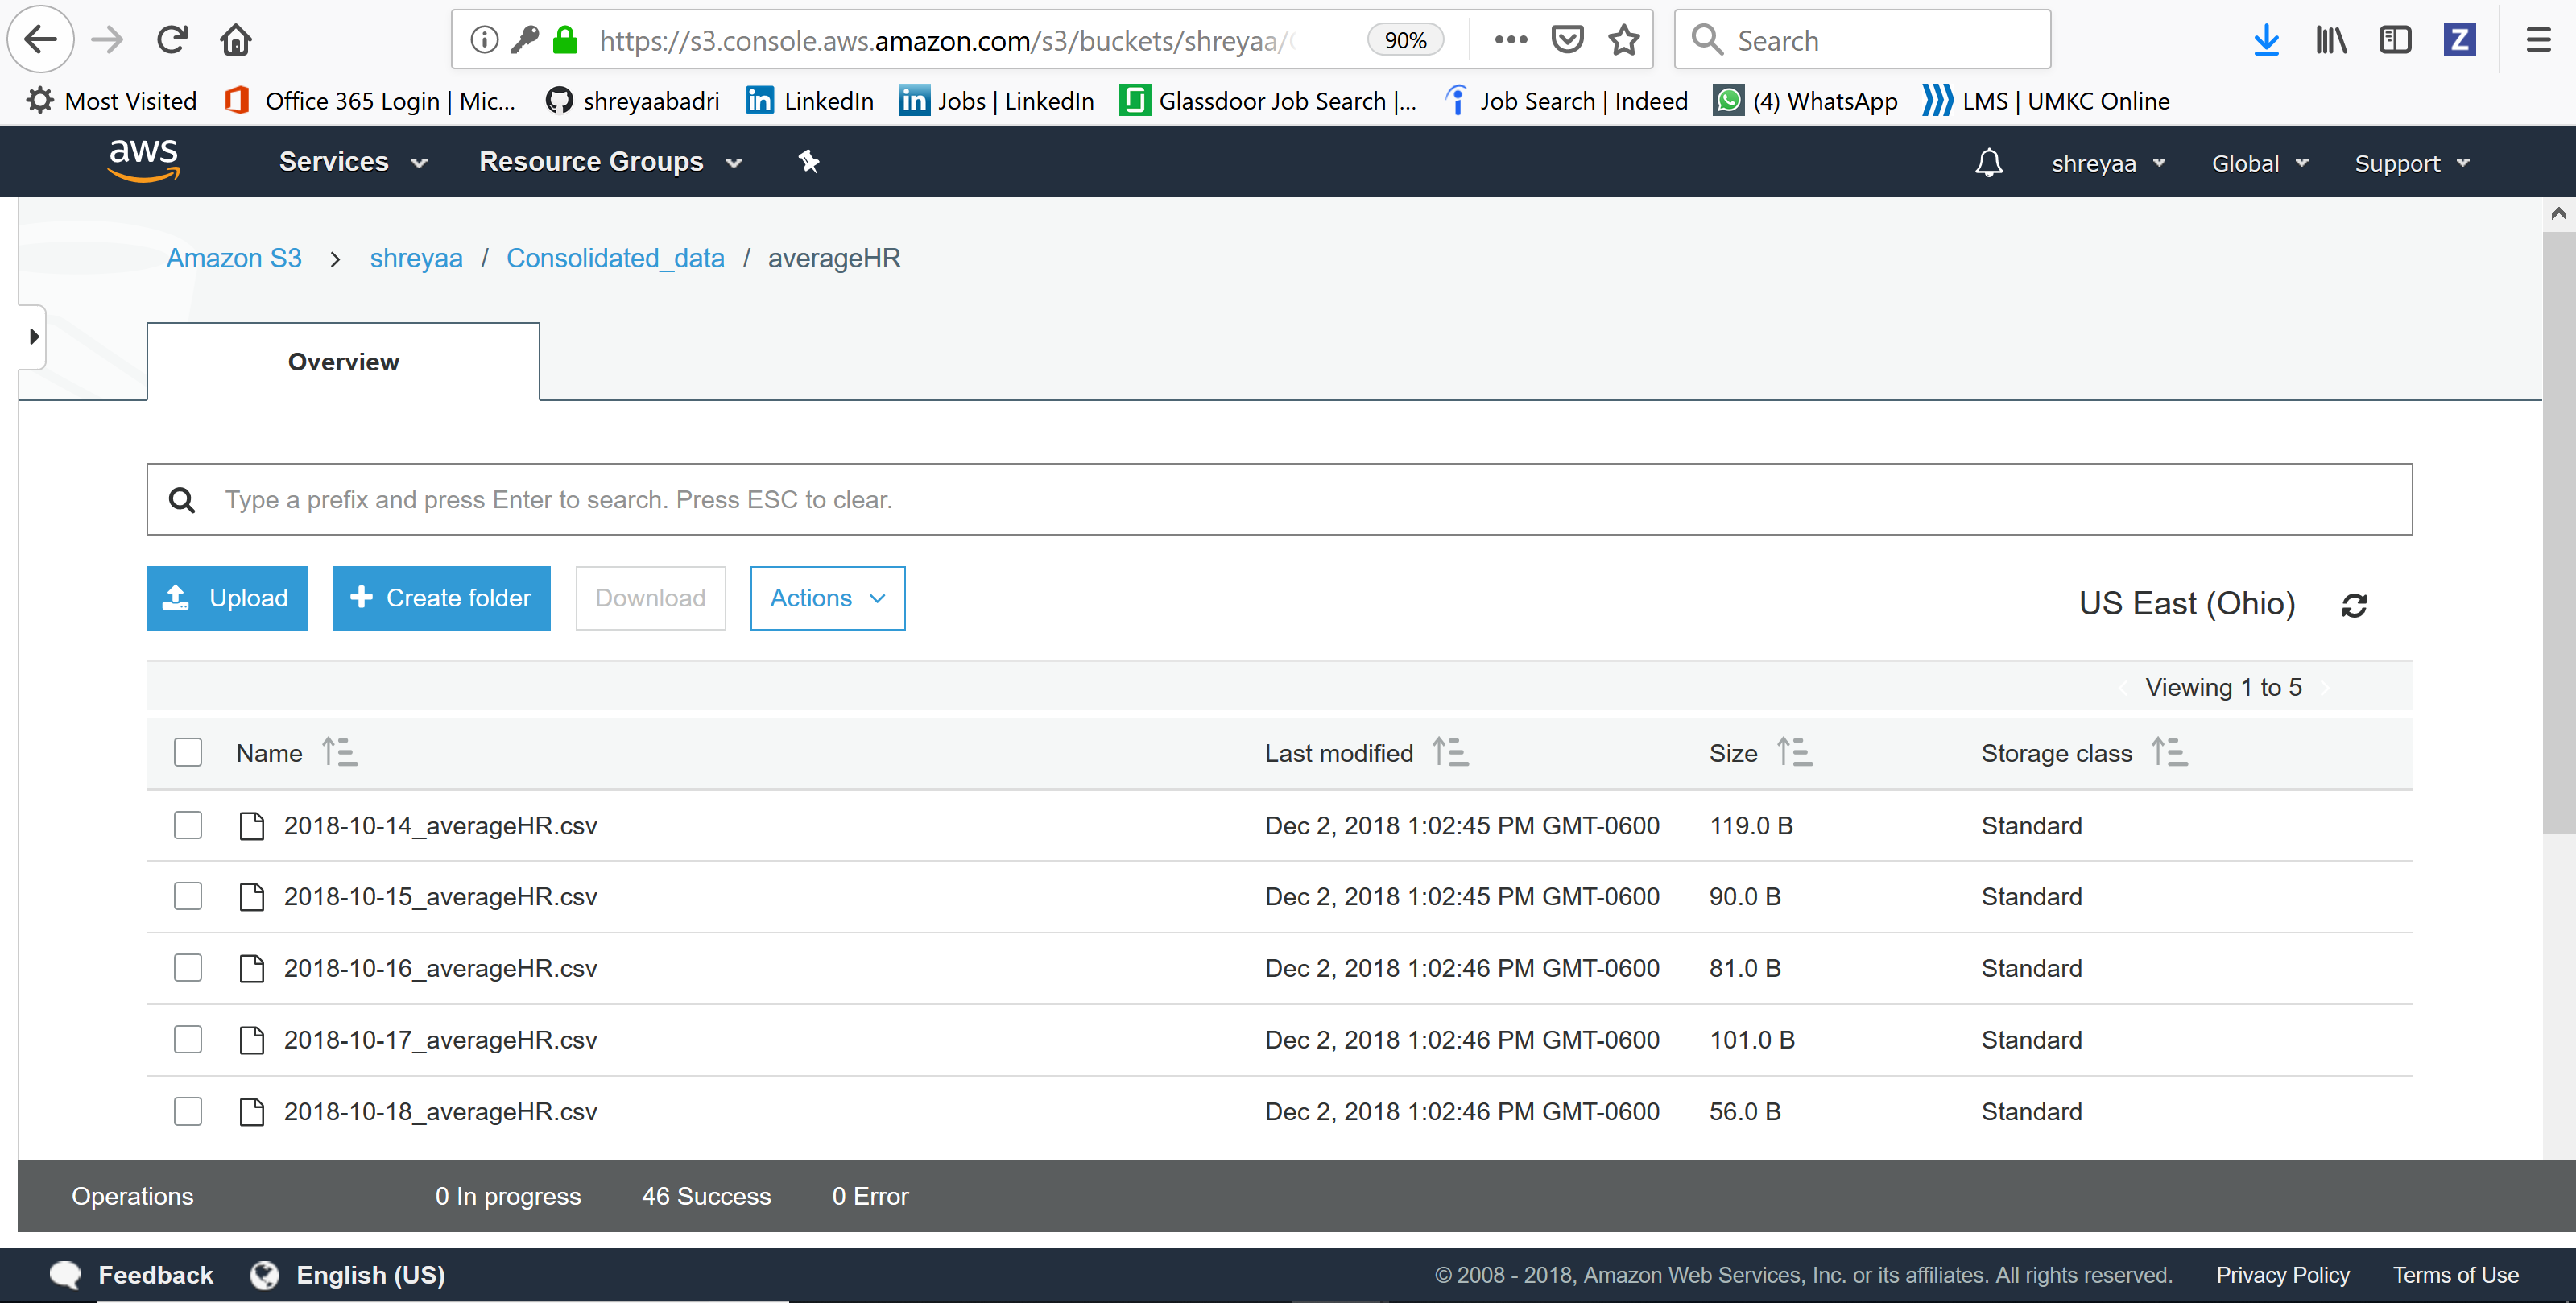 https://s3.console.aws.amazon.com/s3/buckets/shreyaa/ 90% Search
Most Visited Office 365 Login | Mic... shreyaabadri LinkedIn Jobs | LinkedIn Glassdoor Job Search |... Job Search | Indeed (4) WhatsApp LMS | UMKC Online
aws Services Resource Groups shreyaa Global Support
Amazon S3 > shreyaa / Consolidated_data / averageHR
Overview
Type a prefix and press Enter to search. Press ESC to clear.
Upload + Create folder Download Actions US East (Ohio)
Viewing 1 to 5
Name Last modified Size Storage class
2018-10-14_averageHR.csv Dec 2, 2018 1:02:45 PM GMT-0600 119.0 B Standard
2018-10-15_averageHR.csv Dec 2, 2018 1:02:45 PM GMT-0600 90.0 B Standard
2018-10-16_averageHR.csv Dec 2, 2018 1:02:46 PM GMT-0600 81.0 B Standard
2018-10-17_averageHR.csv Dec 2, 2018 1:02:46 PM GMT-0600 101.0 B Standard
2018-10-18_averageHR.csv Dec 2, 2018 1:02:46 PM GMT-0600 56.0 B Standard
Operations 0 In progress 46 Success 0 Error
Feedback English (US) © 2008 - 2018, Amazon Web Services, Inc. or its affiliates. All rights reserved. Privacy Policy Terms of Use